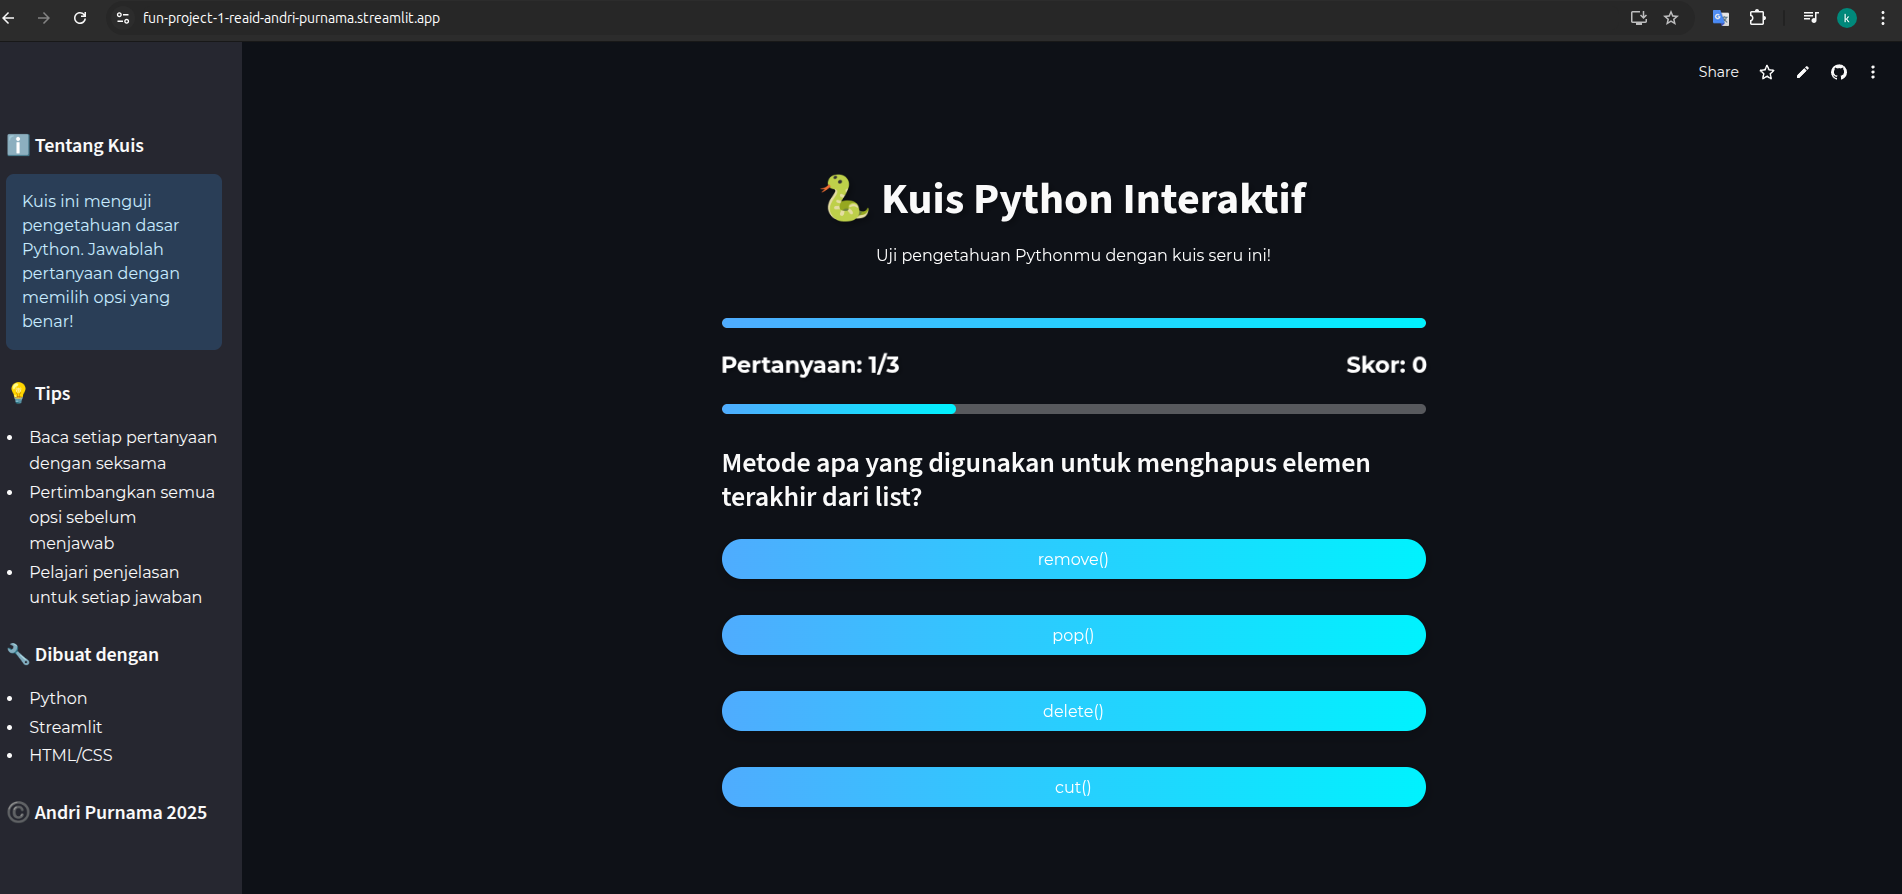 fun-project-1-reaid-andri-purnama.streamlit.app
k
Share
ℹ️ Tentang Kuis
Kuis ini menguji
pengetahuan dasar
Python. Jawablah
pertanyaan dengan
memilih opsi yang
benar!
💡 Tips
• Baca setiap pertanyaan
dengan seksama
• Pertimbangkan semua
opsi sebelum
menjawab
• Pelajari penjelasan
untuk setiap jawaban
🔧 Dibuat dengan
• Python
• Streamlit
• HTML/CSS
© Andri Purnama 2025
🐍 Kuis Python Interaktif
Uji pengetahuan Pythonmu dengan kuis seru ini!
Pertanyaan: 1/3
Skor: 0
Metode apa yang digunakan untuk menghapus elemen
terakhir dari list?
remove()
pop()
delete()
cut()